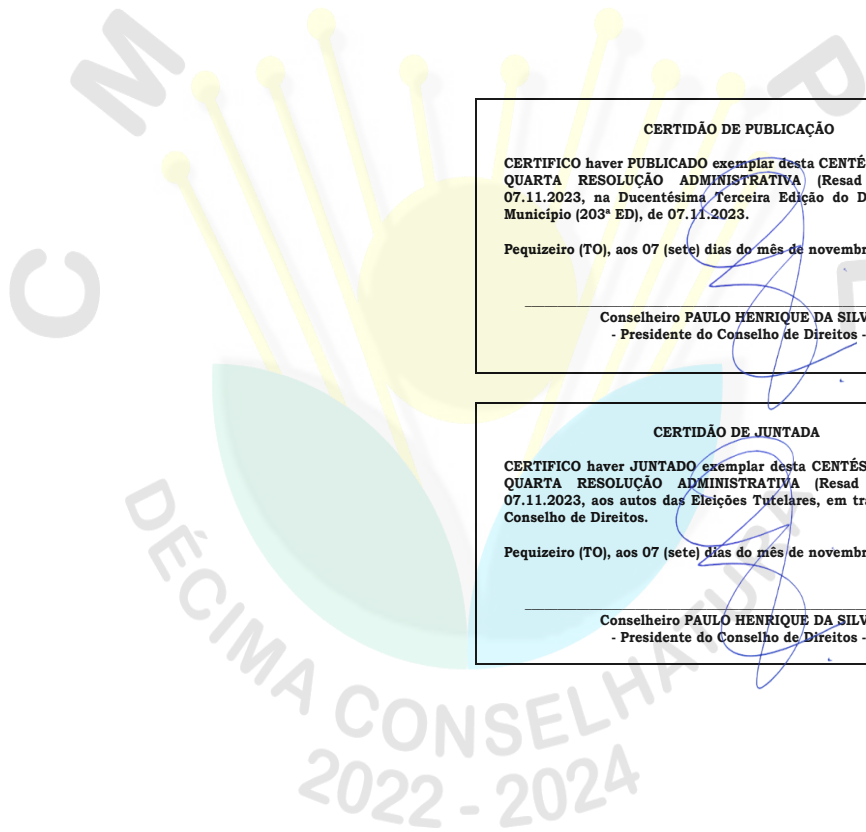 C M P
CERTIDÃO DE PUBLICAÇÃO
CERTIFICO haver PUBLICADO exemplar desta
QUARTA RESOLUÇÃO ADMINISTRATIVA (Resad
07.11.2023, na Ducentésima Terceira Edição do
Município (203ª ED), de 07.11.2023.
Pequizeiro (TO), aos 07 (sete) dias do mês de
Conselheiro PAULO HENRIQUE DA
- Presidente do Conselho de Direitos -
CERTIDÃO DE JUNTADA
CERTIFICO haver JUNTADO exemplar desta
QUARTA RESOLUÇÃO ADMINISTRATIVA (Resad
07.11.2023, aos autos das Eleições Tutelares, em
Conselho de Direitos.
Pequizeiro (TO), aos 07 (sete) dias do mês de
Conselheiro PAULO HENRIQUE DA
- Presidente do Conselho de Direitos -
DÉCIMA CONSELHATURA
2022 - 2024